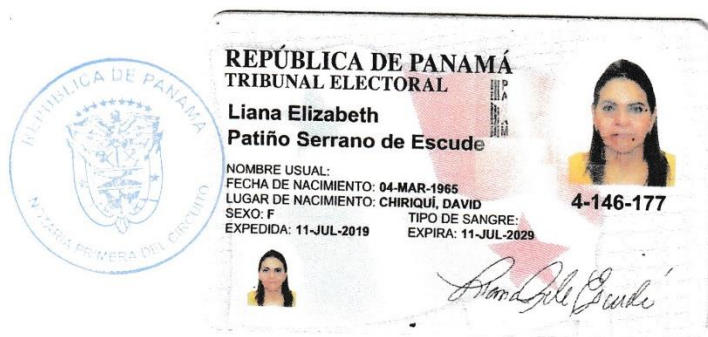 REPÚBLICA DE PANAMÁ
NOTARIA PRIMERA DEL CIRCUITO
REPÚBLICA DE PANAMÁ
TRIBUNAL ELECTORAL
Liana Elizabeth
Patiño Serrano de Escude
NOMBRE USUAL:
FECHA DE NACIMIENTO: 04-MAR-1965
LUGAR DE NACIMIENTO: CHIRIQUÍ, DAVID
SEXO: F TIPO DE SANGRE:
EXPEDIDA: 11-JUL-2019 EXPIRA: 11-JUL-2029
4-146-177